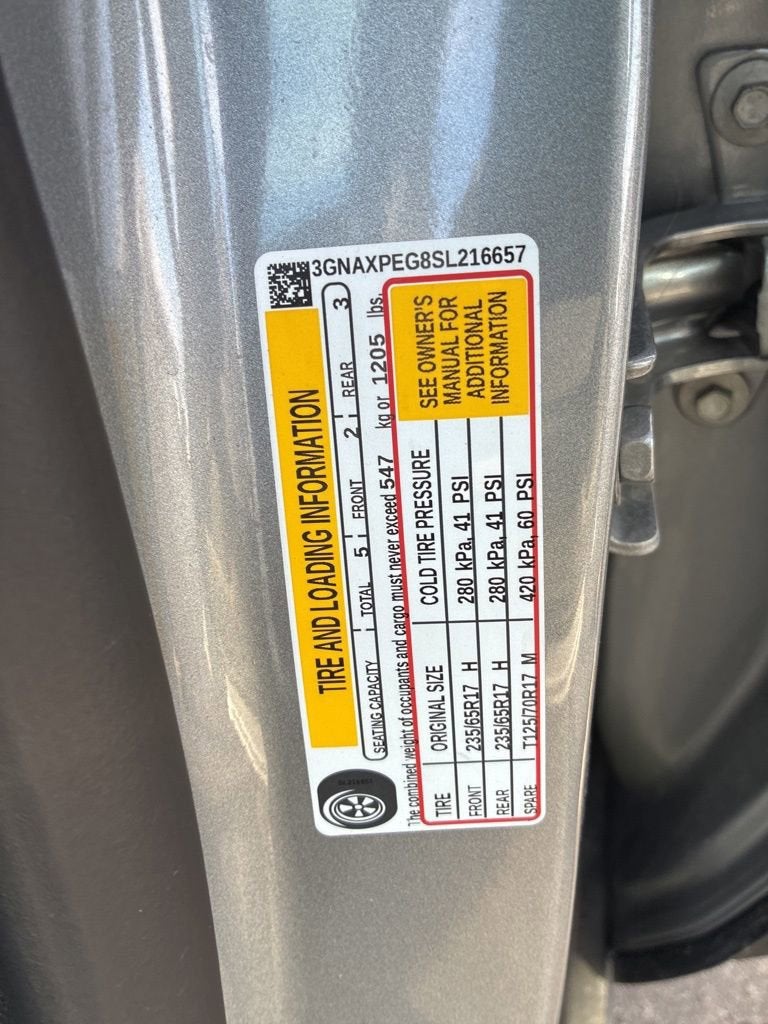 3GNAXPEG8SL216657
TIRE AND LOADING INFORMATION
SEATING CAPACITY TOTAL 5 FRONT 2 REAR 3
The combined weight of occupants and cargo must never exceed 547 kg or 1205 lbs.
TIRE ORIGINAL SIZE COLD TIRE PRESSURE
FRONT 235/65R17 H 280 kPa, 41 PSI
REAR 235/65R17 H 280 kPa, 41 PSI
SPARE T125/70R17 M 420 kPa, 60 PSI
SEE OWNER'S
MANUAL FOR
ADDITIONAL
INFORMATION